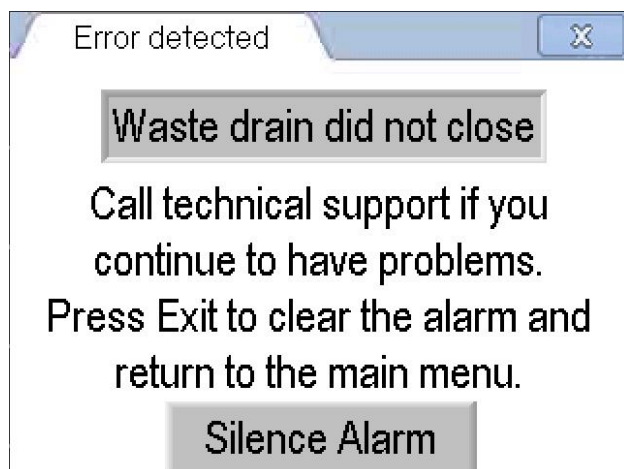 Error detected
Waste drain did not close
Call technical support if you
continue to have problems.
Press Exit to clear the alarm and
return to the main menu.
Silence Alarm